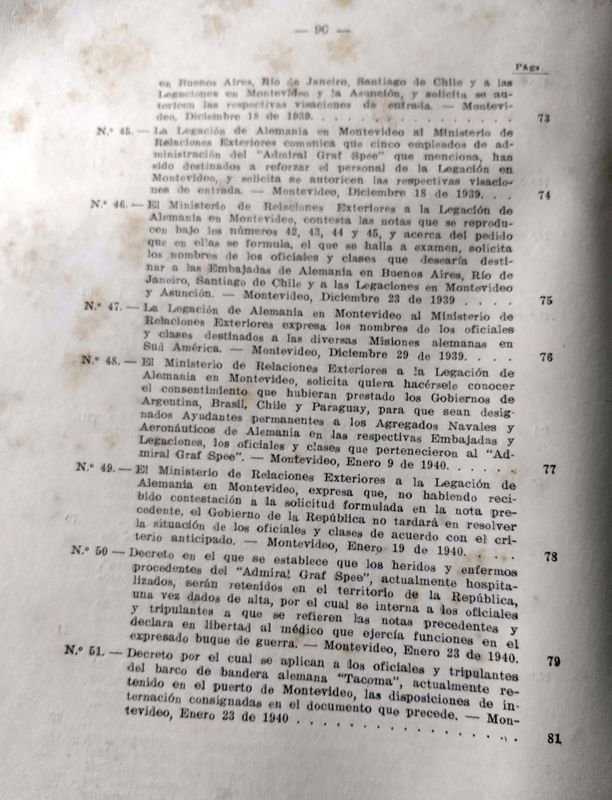 — 90 —
Págs.
en Buenos Aires, Río de Janeiro, Santiago de Chile y a las
Legaciones en Montevideo y la Asunción, y solicita se au-
toricen las respectivas visaciones de entrada. — Montevi-
deo, Diciembre 18 de 1939. . . . . . . . . . . . . . . . . 73
N.º 45. — La Legación de Alemania en Montevideo al Ministerio de
Relaciones Exteriores comunica que cinco empleados de ad-
ministración del "Admiral Graf Spee" que menciona, han
sido destinados a reforzar el personal de la Legación en
Montevideo, y solicita se autoricen las respectivas visacio-
nes de entrada. — Montevideo, Diciembre 18 de 1939. . . 74
N.º 46. — El Ministerio de Relaciones Exteriores a la Legación de
Alemania en Montevideo, contesta las notas que se reprodu-
cen bajo los números 42, 43, 44 y 45, y acerca del pedido
que en ellas se formula, el que se halla a examen, solicita
los nombres de los oficiales y clases que desearía desti-
nar a las Embajadas de Alemania en Buenos Aires, Río de
Janeiro, Santiago de Chile y a las Legaciones en Montevideo
y Asunción. — Montevideo, Diciembre 23 de 1939 . . . . 75
N.º 47. — La Legación de Alemania en Montevideo al Ministerio de
Relaciones Exteriores expresa los nombres de los oficiales
y clases destinados a las diversas Misiones alemanas en
Sud América. — Montevideo, Diciembre 29 de 1939. . . . 76
N.º 48. — El Ministerio de Relaciones Exteriores a la Legación de
Alemania en Montevideo, solicita quiera hacérsele conocer
el consentimiento que hubieran prestado los Gobiernos de
Argentina, Brasil, Chile y Paraguay, para que sean desig-
nados Ayudantes permanentes a los Agregados Navales y
Aeronáuticos de Alemania en las respectivas Embajadas y
Legaciones, los oficiales y clases que pertenecieron al "Ad-
miral Graf Spee". — Montevideo, Enero 9 de 1940. . . . . . 77
N.º 49. — El Ministerio de Relaciones Exteriores a la Legación de
Alemania en Montevideo, expresa que, no habiendo reci-
bido contestación a la solicitud formulada en la nota pre-
cedente, el Gobierno de la República no tardará en resolver
la situación de los oficiales y clases de acuerdo con el cri-
terio anticipado. — Montevideo, Enero 19 de 1940. . . . . 78
N.º 50 — Decreto en el que se establece que los heridos y enfermos
procedentes del "Admiral Graf Spee", actualmente hospita-
lizados, serán retenidos en el territorio de la República,
una vez dados de alta, por el cual se interna a los oficiales
y tripulantes a que se refieren las notas precedentes y
declara en libertad al médico que ejercía funciones en el
expresado buque de guerra. — Montevideo, Enero 23 de 1940. 79
N.º 51. — Decreto por el cual se aplican a los oficiales y tripulantes
del barco de bandera alemana "Tacoma", actualmente re-
tenido en el puerto de Montevideo, las disposiciones de in-
ternación consignadas en el documento que precede. — Mon-
tevideo, Enero 23 de 1940 . . . . . . . . . . . . . . . . . 81